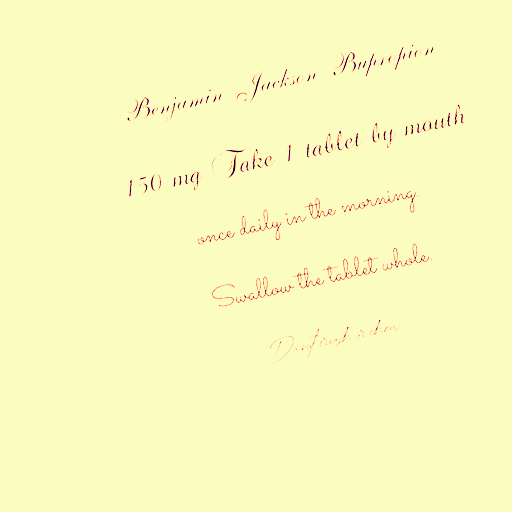 Benjamin Jackson Bupropion
150 mg Take 1 tablet by mouth
once daily in the morning.
Swallow the tablet whole.